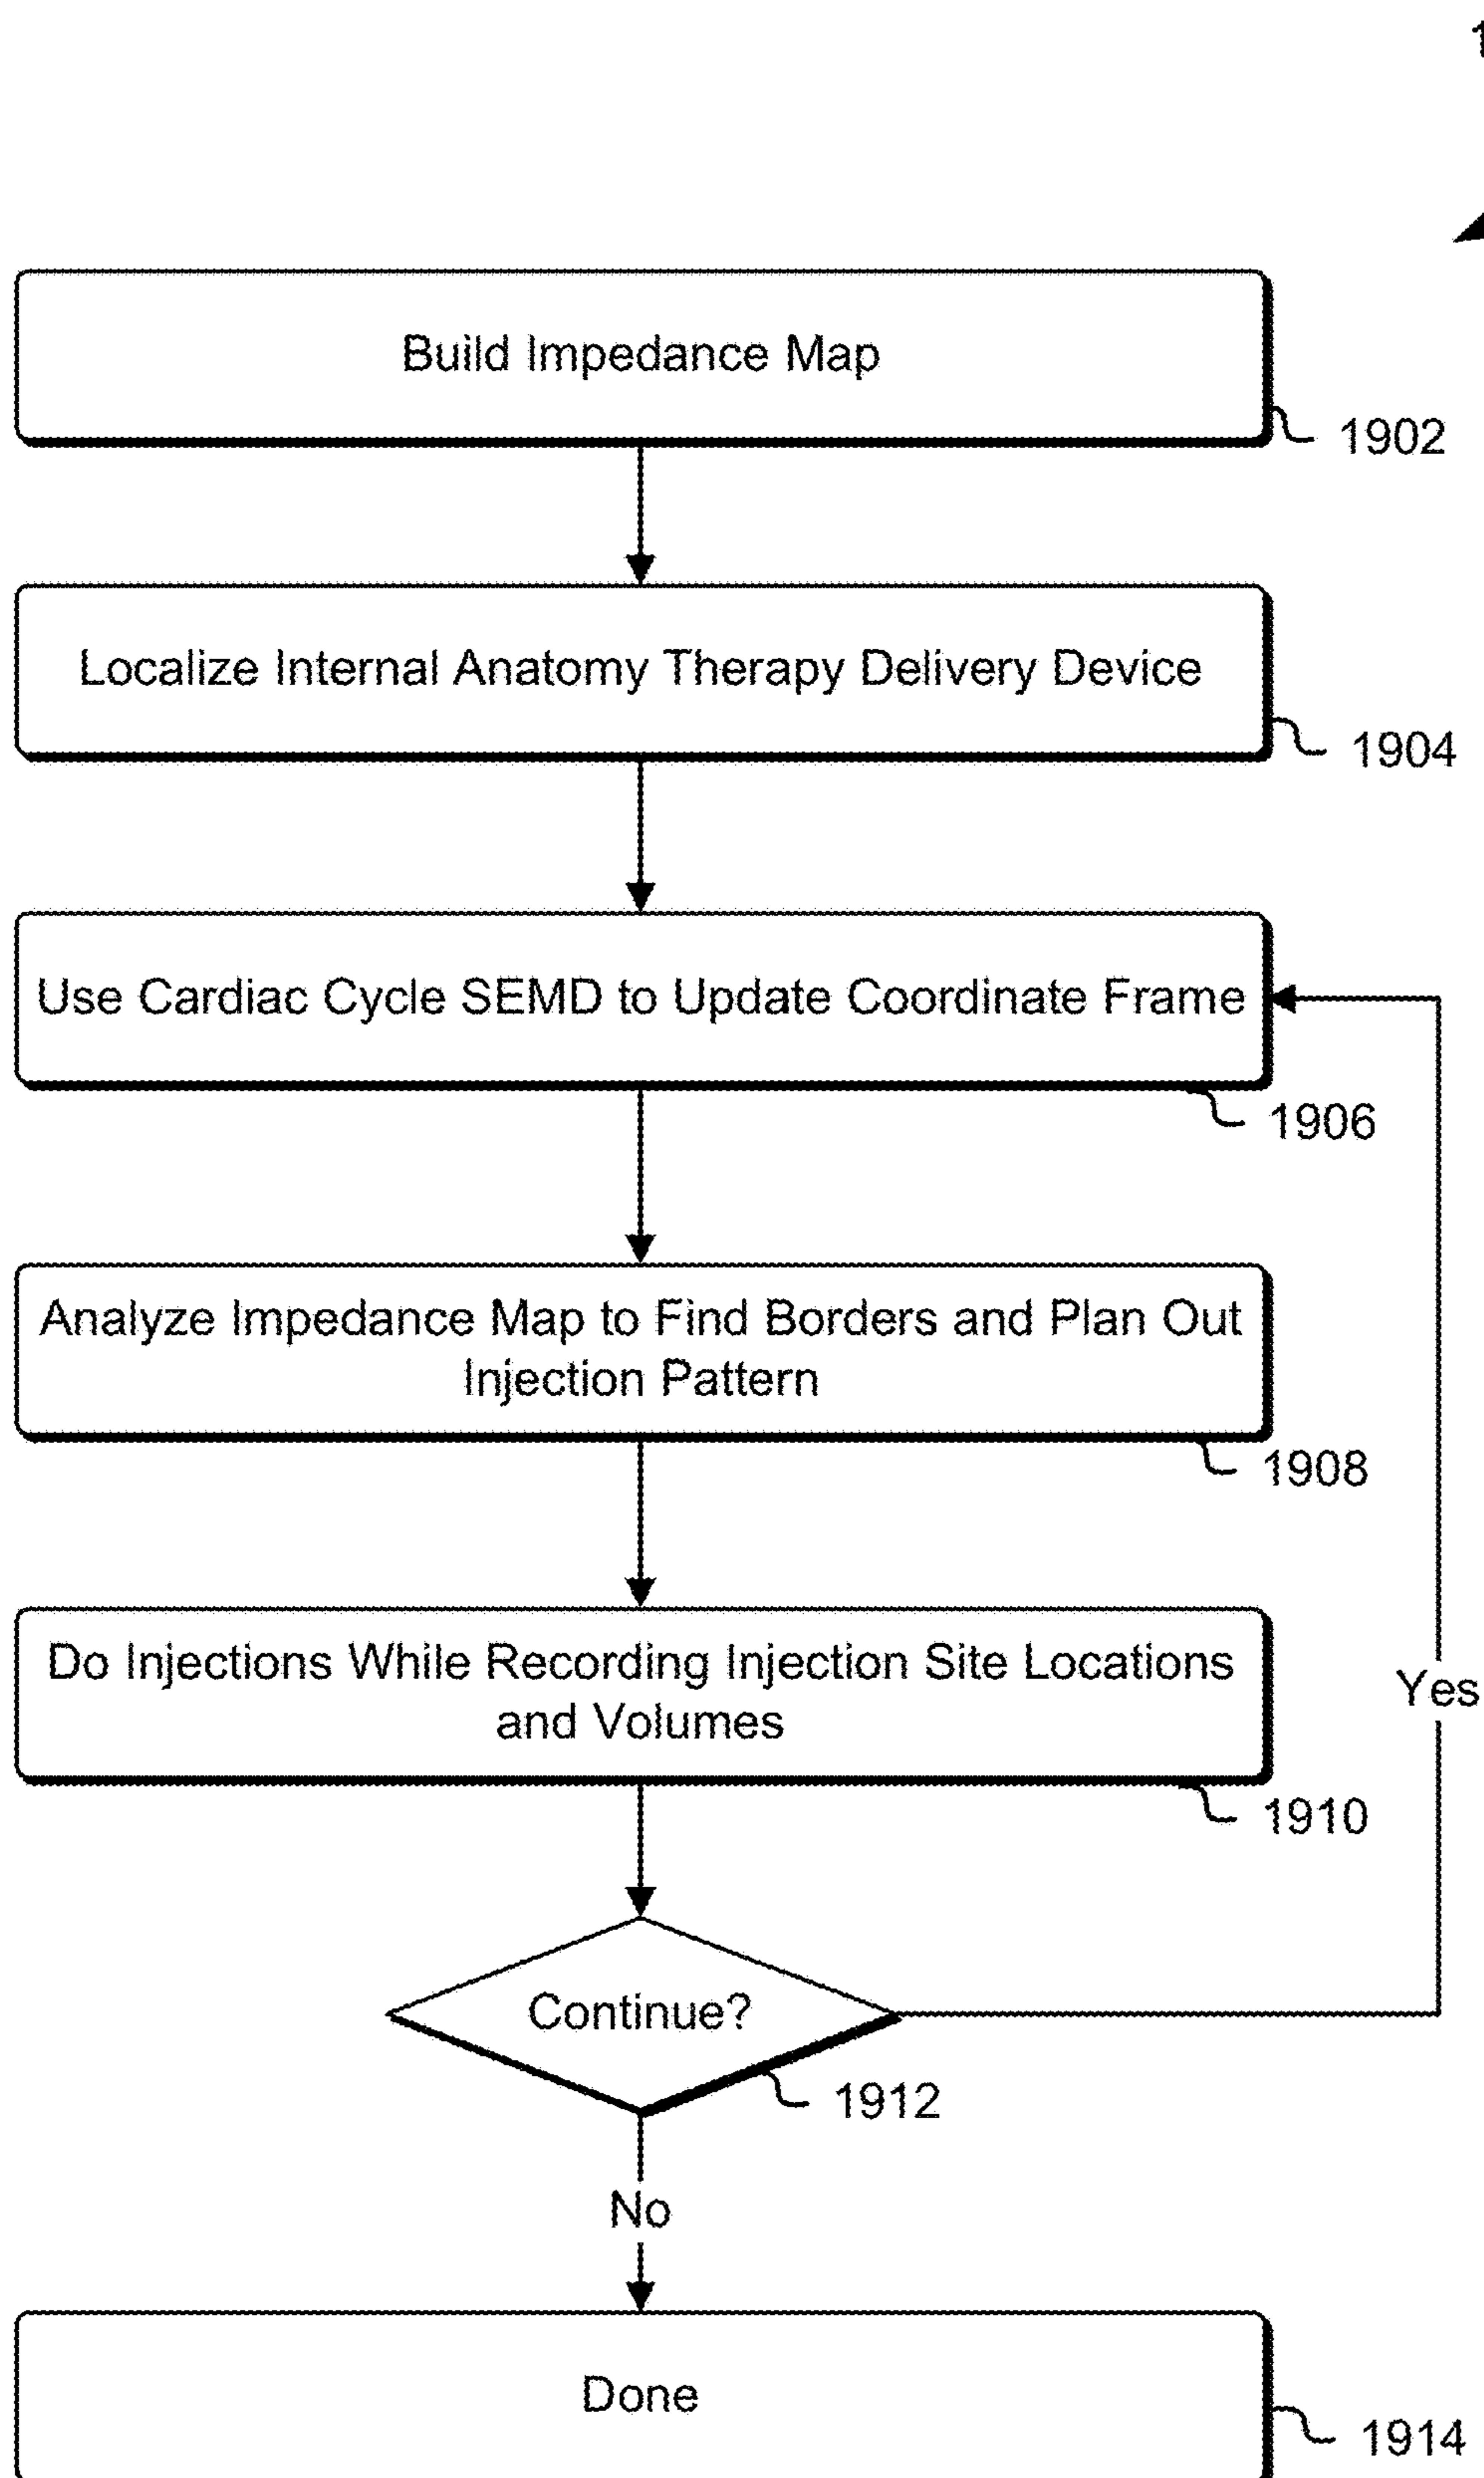 Build Impedance Map
1902
Localize Internal Anatomy Therapy Delivery Device
1904
Use Cardiac Cycle SEMD to Update Coordinate Frame
1906
Analyze Impedance Map to Find Borders and Plan Out
Injection Pattern
1908
Do Injections While Recording Injection Site Locations
and Volumes
Yes
1910
Continue?
1912
No
Done
1914